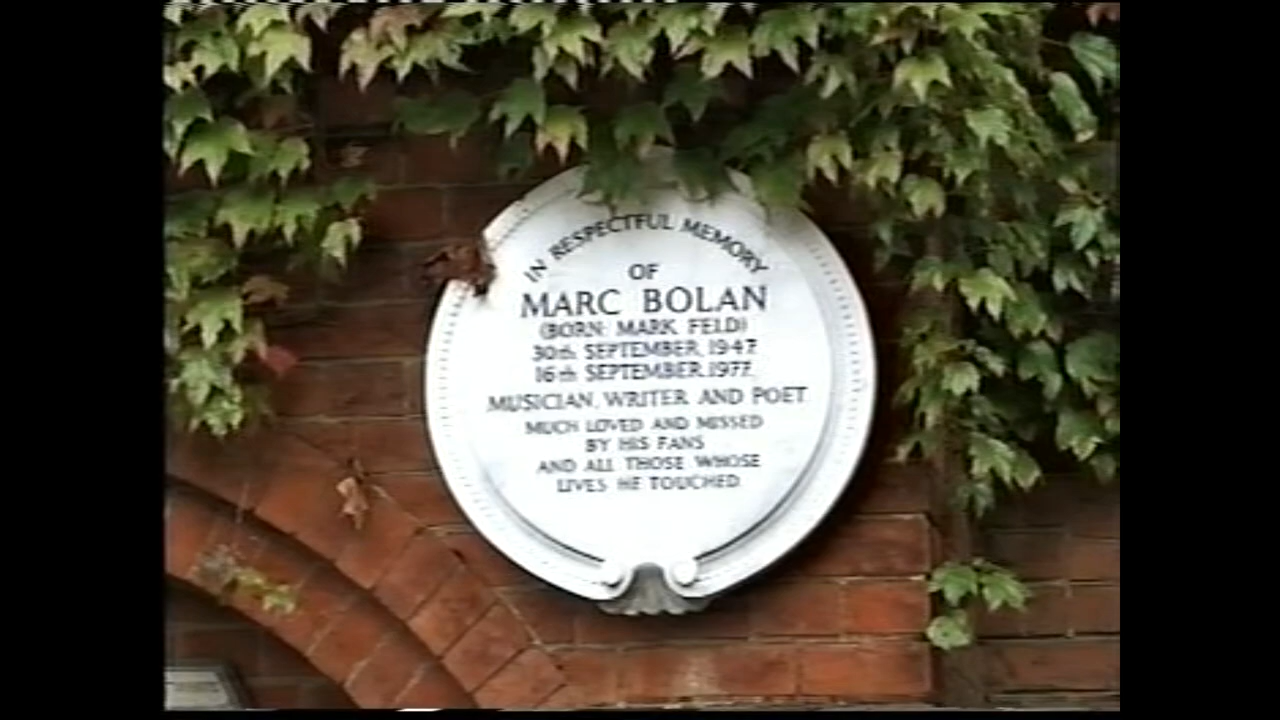 IN RESPECTFUL MEMORY
OF
MARC BOLAN
(BORN: MARK FELD)
30th SEPTEMBER 1947
16th SEPTEMBER 1977
MUSICIAN, WRITER AND POET
MUCH LOVED AND MISSED
BY HIS FANS
AND ALL THOSE WHOSE
LIVES HE TOUCHED